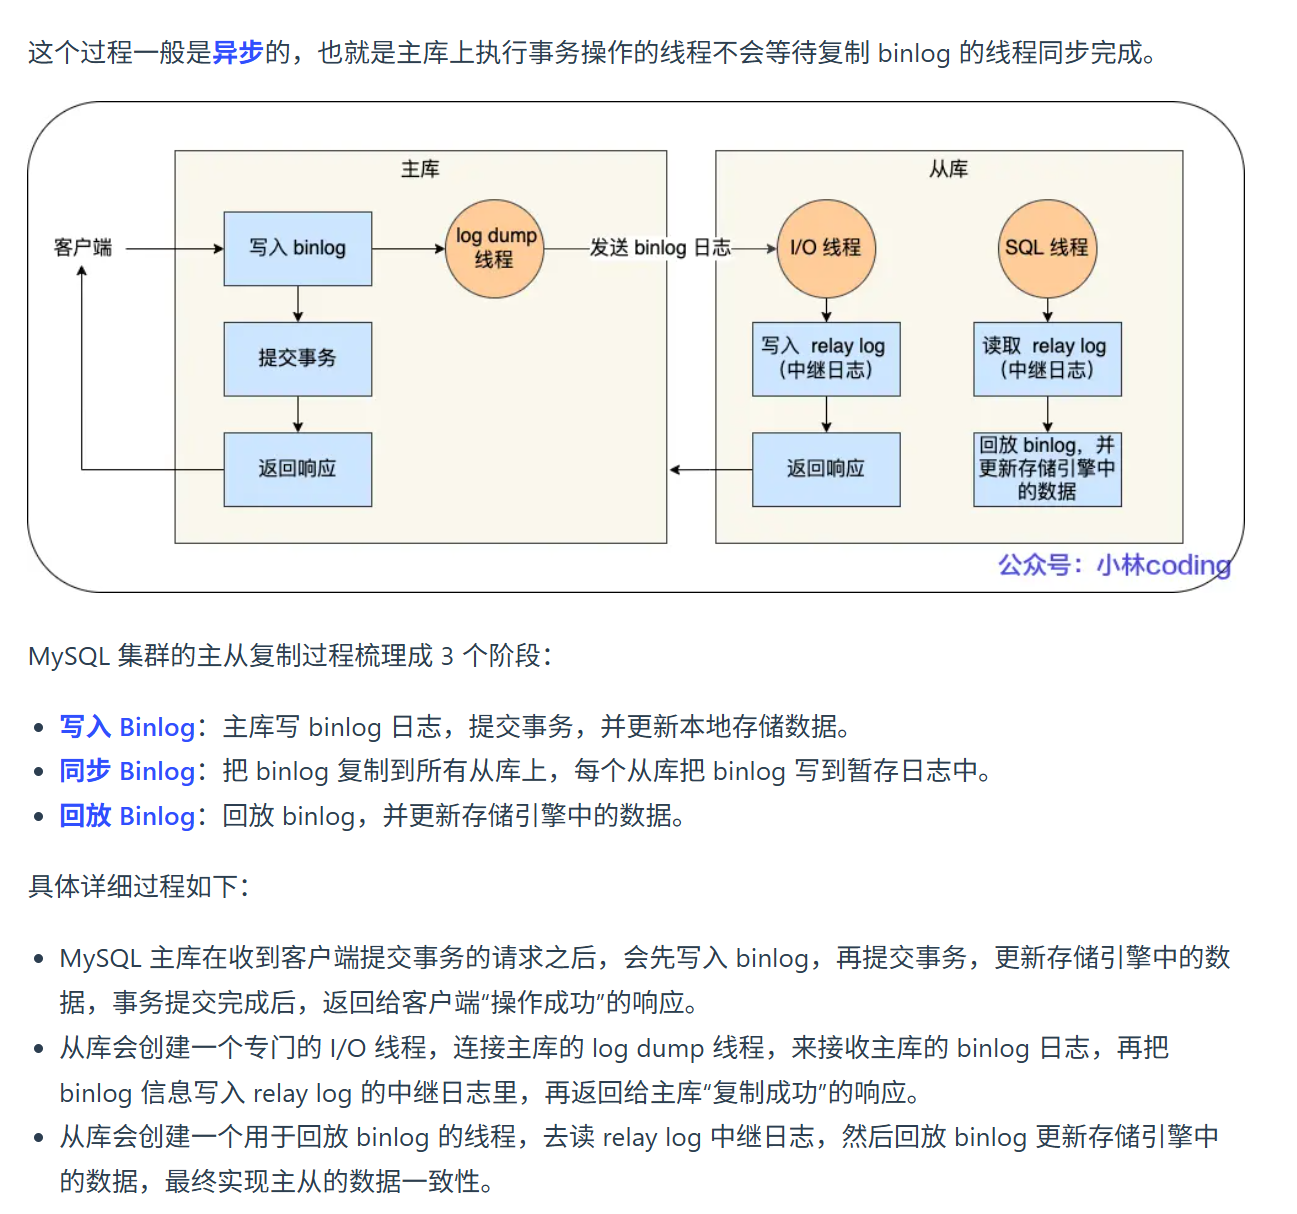 这个过程一般是异步的，也就是主库上执行事务操作的线程不会等待复制 binlog 的线程同步完成。
主库
从库
客户端
写入 binlog
log dump
线程
发送 binlog 日志
I/O 线程
SQL 线程
提交事务
写入 relay log
（中继日志）
读取 relay log
（中继日志）
返回响应
返回响应
回放 binlog，并
更新存储引擎中
的数据
公众号：小林coding
MySQL 集群的主从复制过程梳理成 3 个阶段：
• 写入 Binlog：主库写 binlog 日志，提交事务，并更新本地存储数据。
• 同步 Binlog：把 binlog 复制到所有从库上，每个从库把 binlog 写到暂存日志中。
• 回放 Binlog：回放 binlog，并更新存储引擎中的数据。
具体详细过程如下：
• MySQL 主库在收到客户端提交事务的请求之后，会先写入 binlog，再提交事务，更新存储引擎中的数
据，事务提交完成后，返回给客户端“操作成功”的响应。
• 从库会创建一个专门的 I/O 线程，连接主库的 log dump 线程，来接收主库的 binlog 日志，再把
binlog 信息写入 relay log 的中继日志里，再返回给主库“复制成功”的响应。
• 从库会创建一个用于回放 binlog 的线程，去读 relay log 中继日志，然后回放 binlog 更新存储引擎中
的数据，最终实现主从的数据一致性。